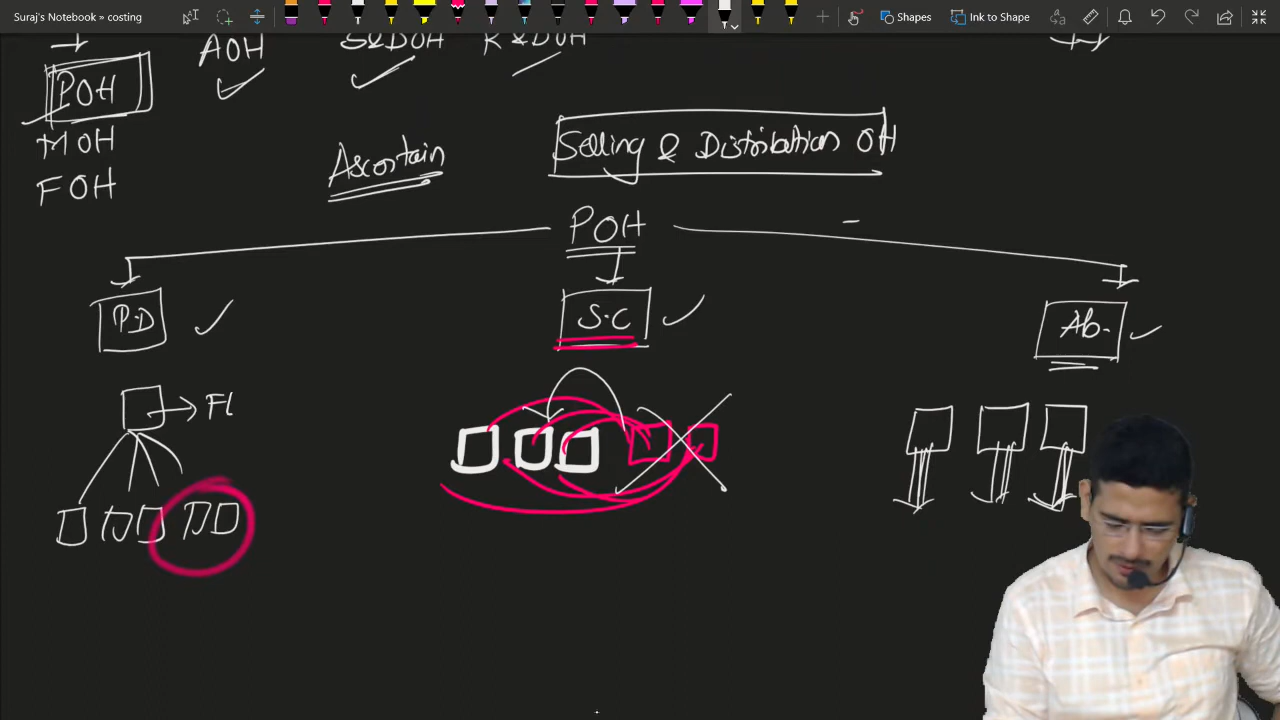 Suraj's Notebook » costing
Shapes
Ink to Shape
AOH S&DOH R&DOH
POH
MOH
FOH
Ascertain
Selling & Distribution OH
POH
P.D S.C Ab.